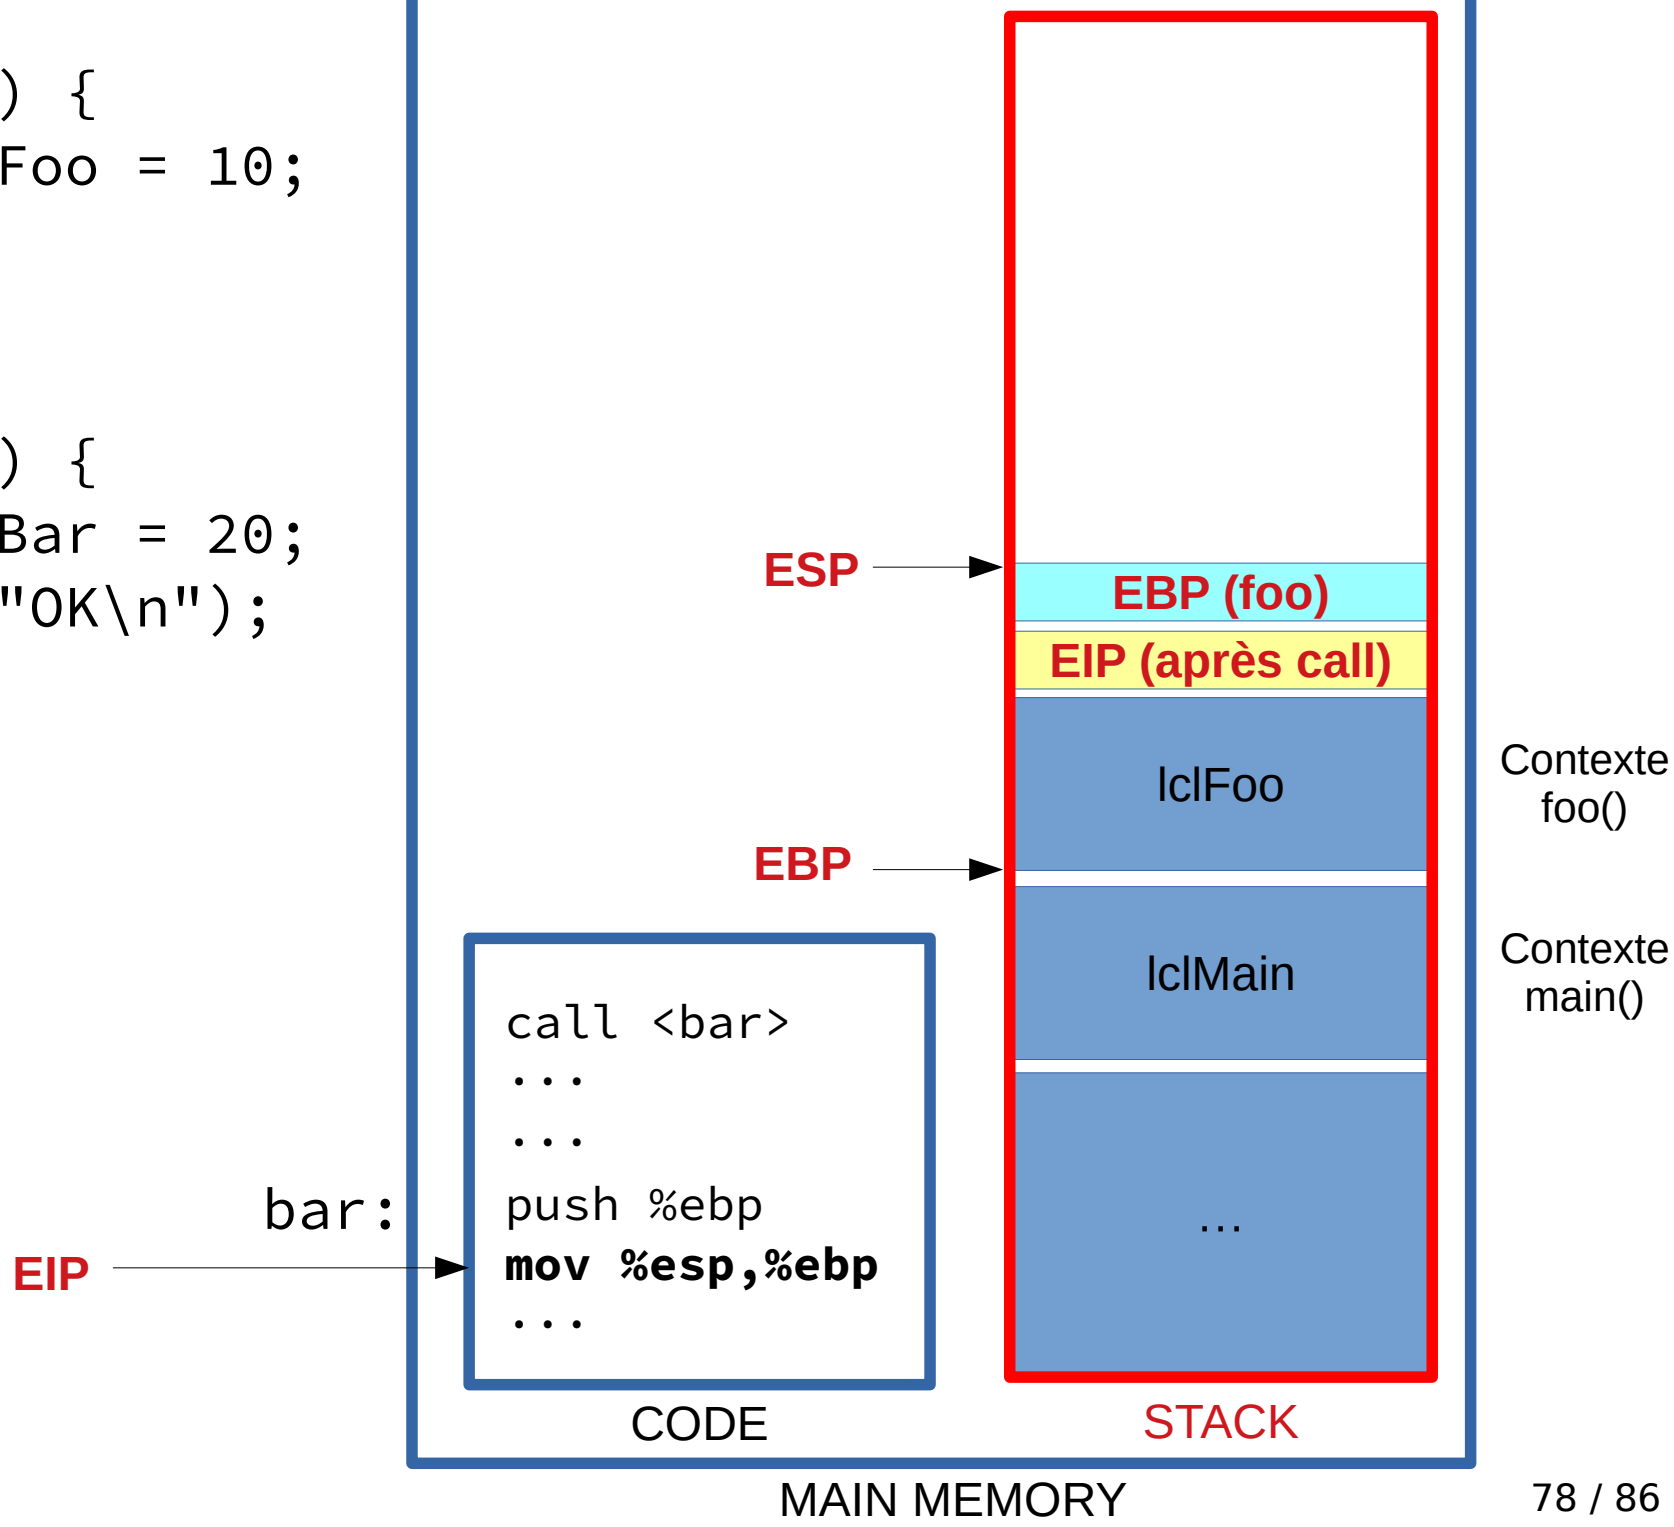 ) {
Foo = 10;
) {
Bar = 20;
"OK\n");
ESP
EBP (foo)
EIP (après call)
lclFoo
Contexte
foo()
EBP
lclMain
Contexte
main()
call <bar>
...
...
bar:
push %ebp
EIP
mov %esp,%ebp
...
...
CODE
STACK
MAIN MEMORY
78 / 86